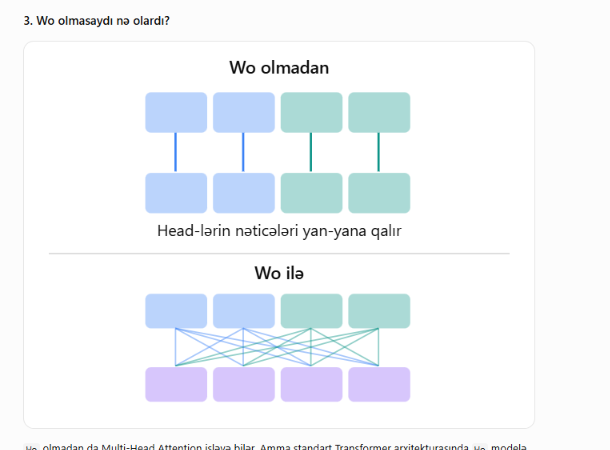 3. Wo olmasaydı nə olardı?
Wo olmadan
Head-lərin nəticələri yan-yana qalır
Wo ilə
Wo olmadan da Multi-Head Attention işləyə bilər. Amma standart Transformer arxitekturasında Wo modelə